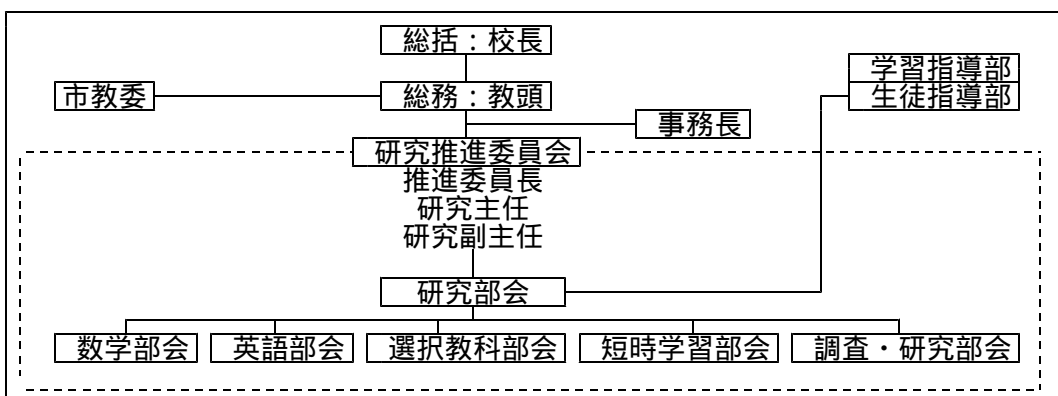 総括：校長
学習指導部
市教委
総務：教頭
生徒指導部
事務長
研究推進委員会
推進委員長
研究主任
研究副主任
研究部会
数学部会
英語部会
選択教科部会
短時学習部会
調査・研究部会